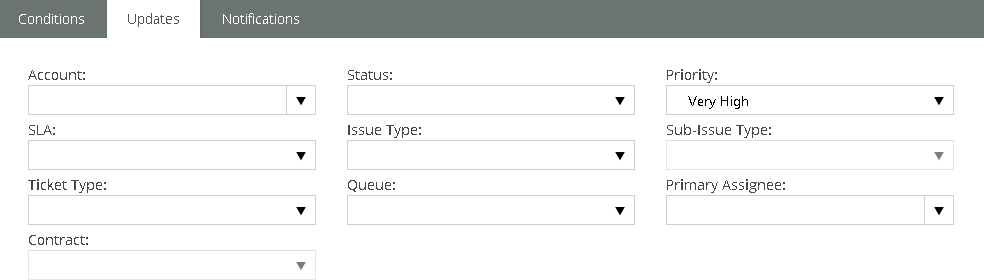 Conditions Updates Notifications
Account: Status: Priority:
Very High
SLA: Issue Type: Sub-Issue Type:
Ticket Type: Queue: Primary Assignee:
Contract: